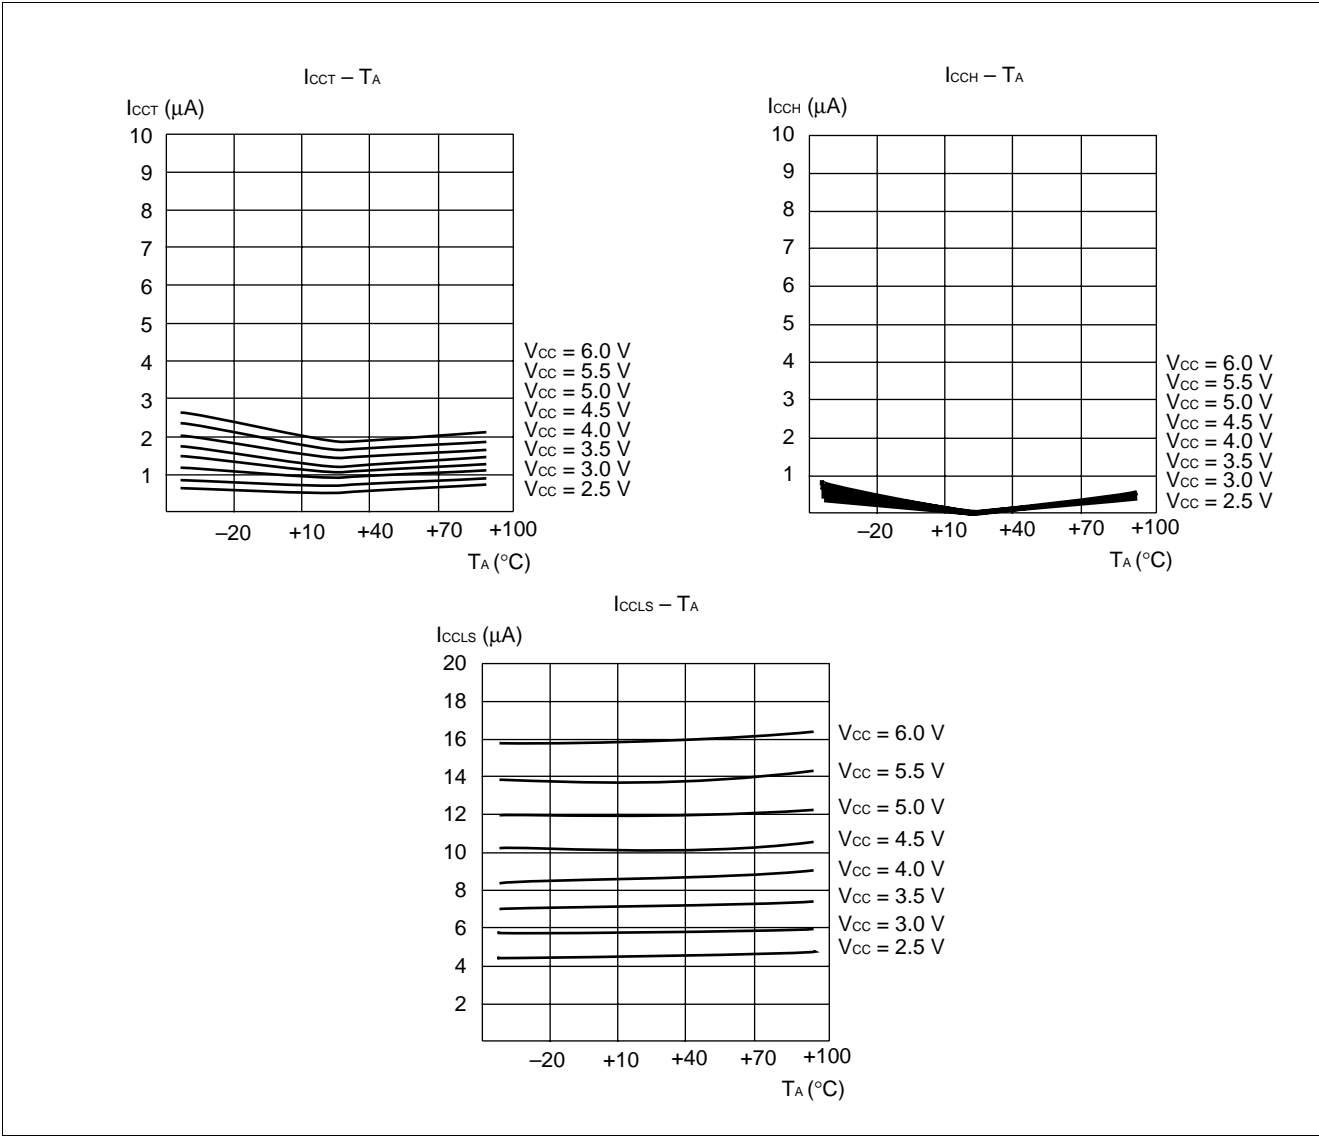 ICCT – TA
ICCT (µA)
10
9
8
7
6
5
4
3
2
1
VCC = 6.0 V
VCC = 5.5 V
VCC = 5.0 V
VCC = 4.5 V
VCC = 4.0 V
VCC = 3.5 V
VCC = 3.0 V
VCC = 2.5 V
–20 +10 +40 +70 +100
TA (°C)
ICCH – TA
ICCH (µA)
10
9
8
7
6
5
4
3
2
1
VCC = 6.0 V
VCC = 5.5 V
VCC = 5.0 V
VCC = 4.5 V
VCC = 4.0 V
VCC = 3.5 V
VCC = 3.0 V
VCC = 2.5 V
–20 +10 +40 +70 +100
TA (°C)
ICCLS – TA
ICCLS (µA)
20
18
16
14
12
10
8
6
4
2
VCC = 6.0 V
VCC = 5.5 V
VCC = 5.0 V
VCC = 4.5 V
VCC = 4.0 V
VCC = 3.5 V
VCC = 3.0 V
VCC = 2.5 V
–20 +10 +40 +70 +100
TA (°C)